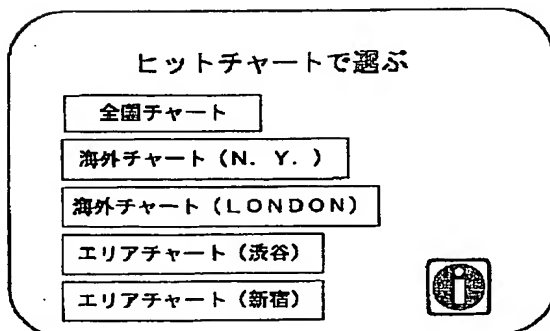 ヒットチャートで選ぶ
全国チャート
海外チャート（N. Y. ）
海外チャート（LONDON）
エリアチャート（渋谷）
エリアチャート（新宿）
i